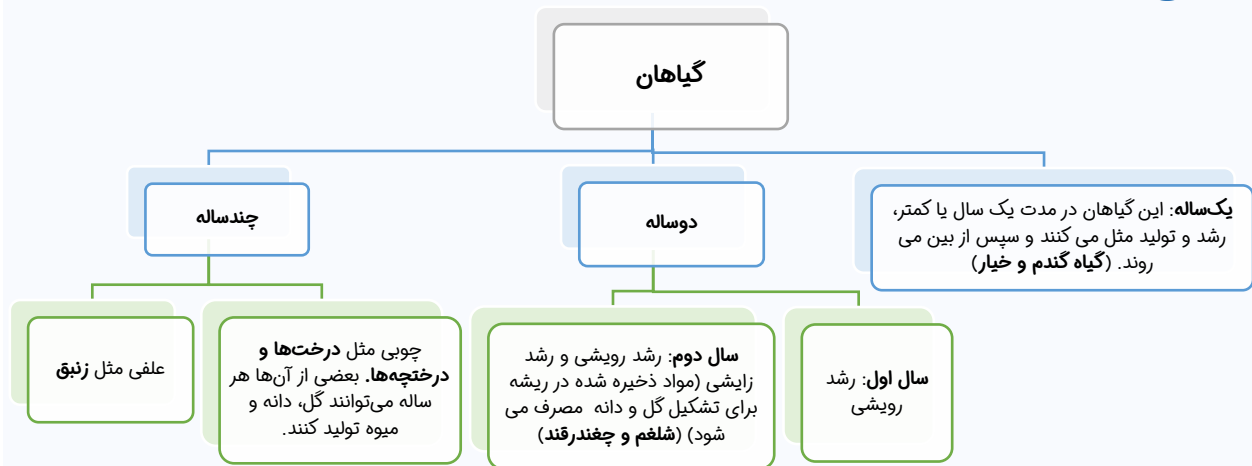 گیاهان
یک‌ساله: این گیاهان در مدت یک سال یا کمتر،
رشد و تولید مثل می کنند و سپس از بین می
روند. (گیاه گندم و خیار)
دوساله
چندساله
سال اول: رشد
رویشی
سال دوم: رشد رویشی و رشد
زایشی (مواد ذخیره شده در ریشه
برای تشکیل گل و دانه مصرف می
شود) (شلغم و چغندرقند)
چوبی مثل درخت‌ها و
درختچه‌ها. بعضی از آن‌ها هر
ساله می‌توانند گل، دانه و
میوه تولید کنند.
علفی مثل زنبق